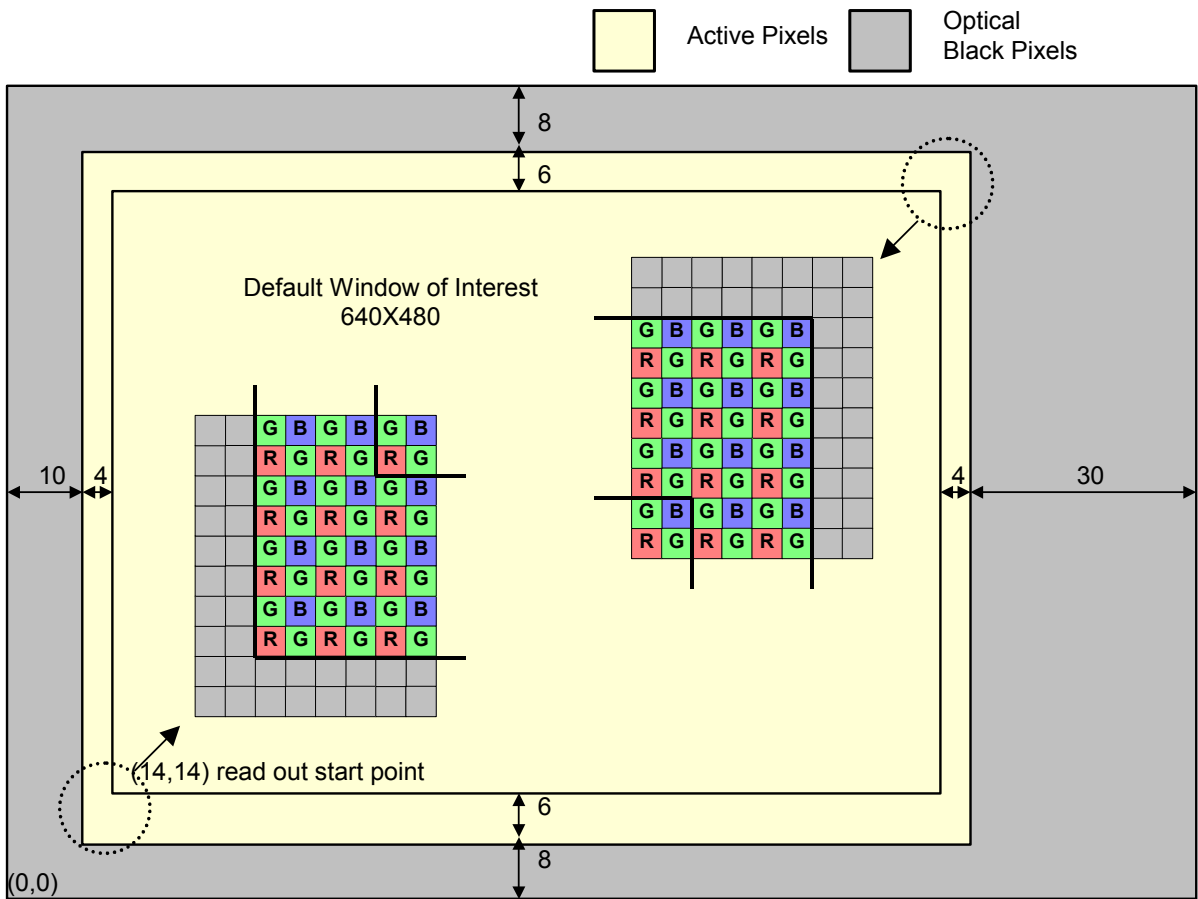 Active Pixels
Optical
Black Pixels
8
6
Default Window of Interest
640X480
G B G B G B
R G R G R G
G B G B G B
R G R G R G
G B G B G B
R G R G R G
G B G B G B
R G R G R G
G B G B G B
R G R G R G
G B G B G B
R G R G R G
G B G B G B
R G R G R G
G B G B G B
R G R G R G
10
4
4
30
(14,14) read out start point
6
8
(0,0)